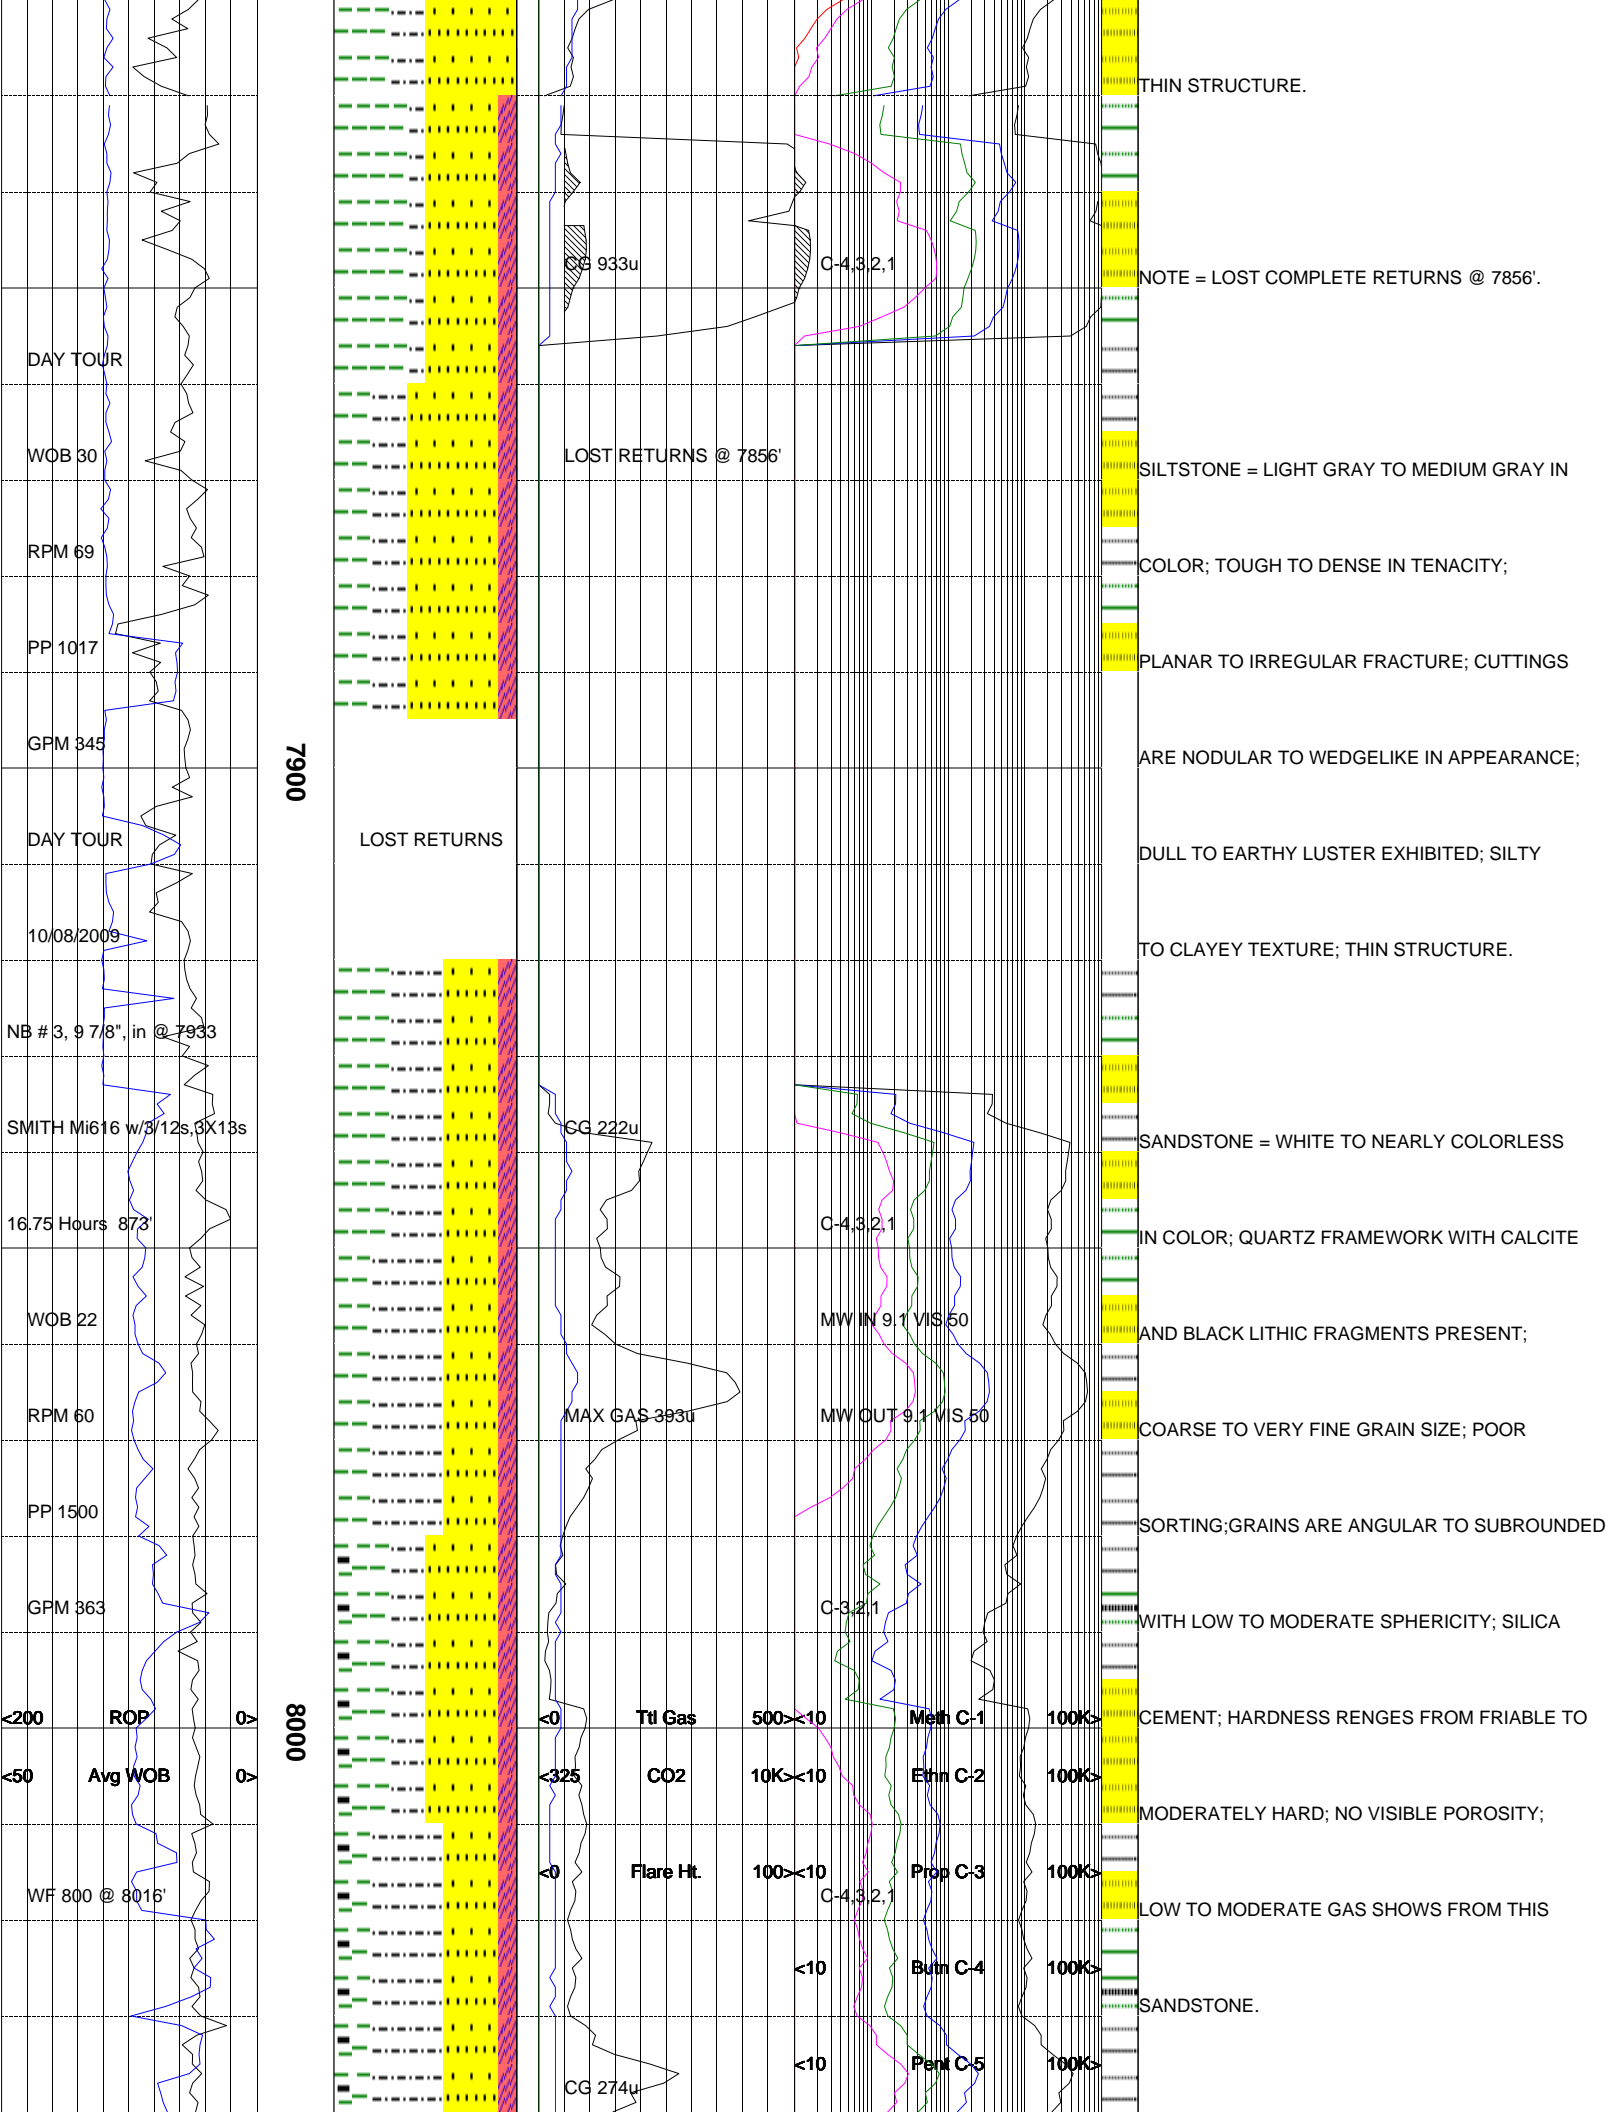 THIN STRUCTURE.
CG 933u
C-4,3,2,1
NOTE = LOST COMPLETE RETURNS @ 7856'.
DAY TOUR
WOB 30
LOST RETURNS @ 7856'
SILTSTONE = LIGHT GRAY TO MEDIUM GRAY IN
RPM 69
COLOR; TOUGH TO DENSE IN TENACITY;
PP 1017
PLANAR TO IRREGULAR FRACTURE; CUTTINGS
GPM 345
7900
ARE NODULAR TO WEDGELIKE IN APPEARANCE;
DAY TOUR
LOST RETURNS
DULL TO EARTHY LUSTER EXHIBITED; SILTY
10/08/2009
TO CLAYEY TEXTURE; THIN STRUCTURE.
NB # 3, 9 7/8", in @ 7933
SMITH Mi616 w/3/12s,3X13s
CG 222u
SANDSTONE = WHITE TO NEARLY COLORLESS
16.75 Hours 873'
C-4,3,2,1
IN COLOR; QUARTZ FRAMEWORK WITH CALCITE
WOB 22
MW IN 9.1 VIS 50
AND BLACK LITHIC FRAGMENTS PRESENT;
RPM 60
MAX GAS 393u
MW OUT 9.1 VIS 50
COARSE TO VERY FINE GRAIN SIZE; POOR
PP 1500
SORTING;GRAINS ARE ANGULAR TO SUBROUNDED
GPM 363
C-3,2,1
WITH LOW TO MODERATE SPHERICITY; SILICA
<200 ROP 0>
8000
<0 Ttl Gas 500>
<10 Meth C-1 100K>
CEMENT; HARDNESS RENGES FROM FRIABLE TO
<50 Avg WOB 0>
<325 CO2 10K>
<10 Ethn C-2 100K>
MODERATELY HARD; NO VISIBLE POROSITY;
<0 Flare Ht. 100>
<10 Prop C-3 100K>
WF 800 @ 8016'
C-4,3,2,1
LOW TO MODERATE GAS SHOWS FROM THIS
<10 Butn C-4 100K>
SANDSTONE.
<10 Pent C-5 100K>
CG 274u